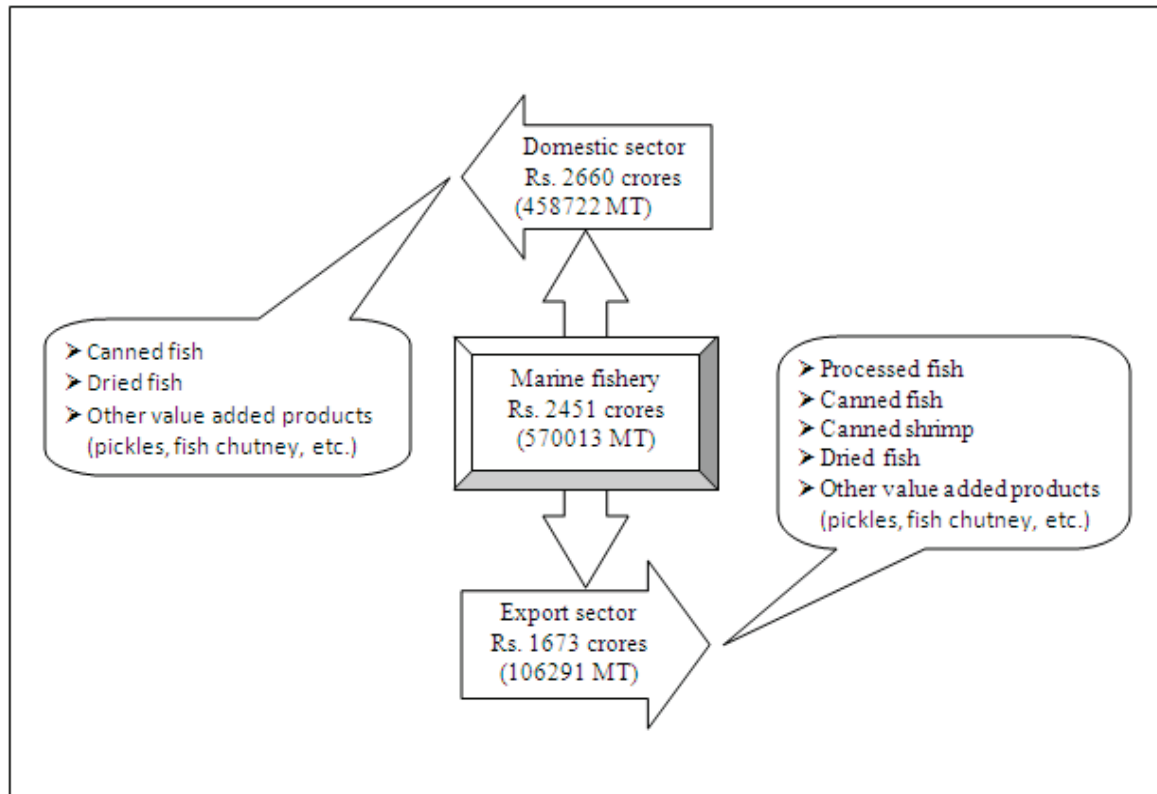 Domestic sector
Rs. 2660 crores
(458722 MT)
➤ Canned fish
➤ Dried fish
➤ Other value added products
(pickles, fish chutney, etc.)
Marine fishery
Rs. 2451 crores
(570013 MT)
➤ Processed fish
➤ Canned fish
➤ Canned shrimp
➤ Dried fish
➤ Other value added products
(pickles, fish chutney, etc.)
Export sector
Rs. 1673 crores
(106291 MT)